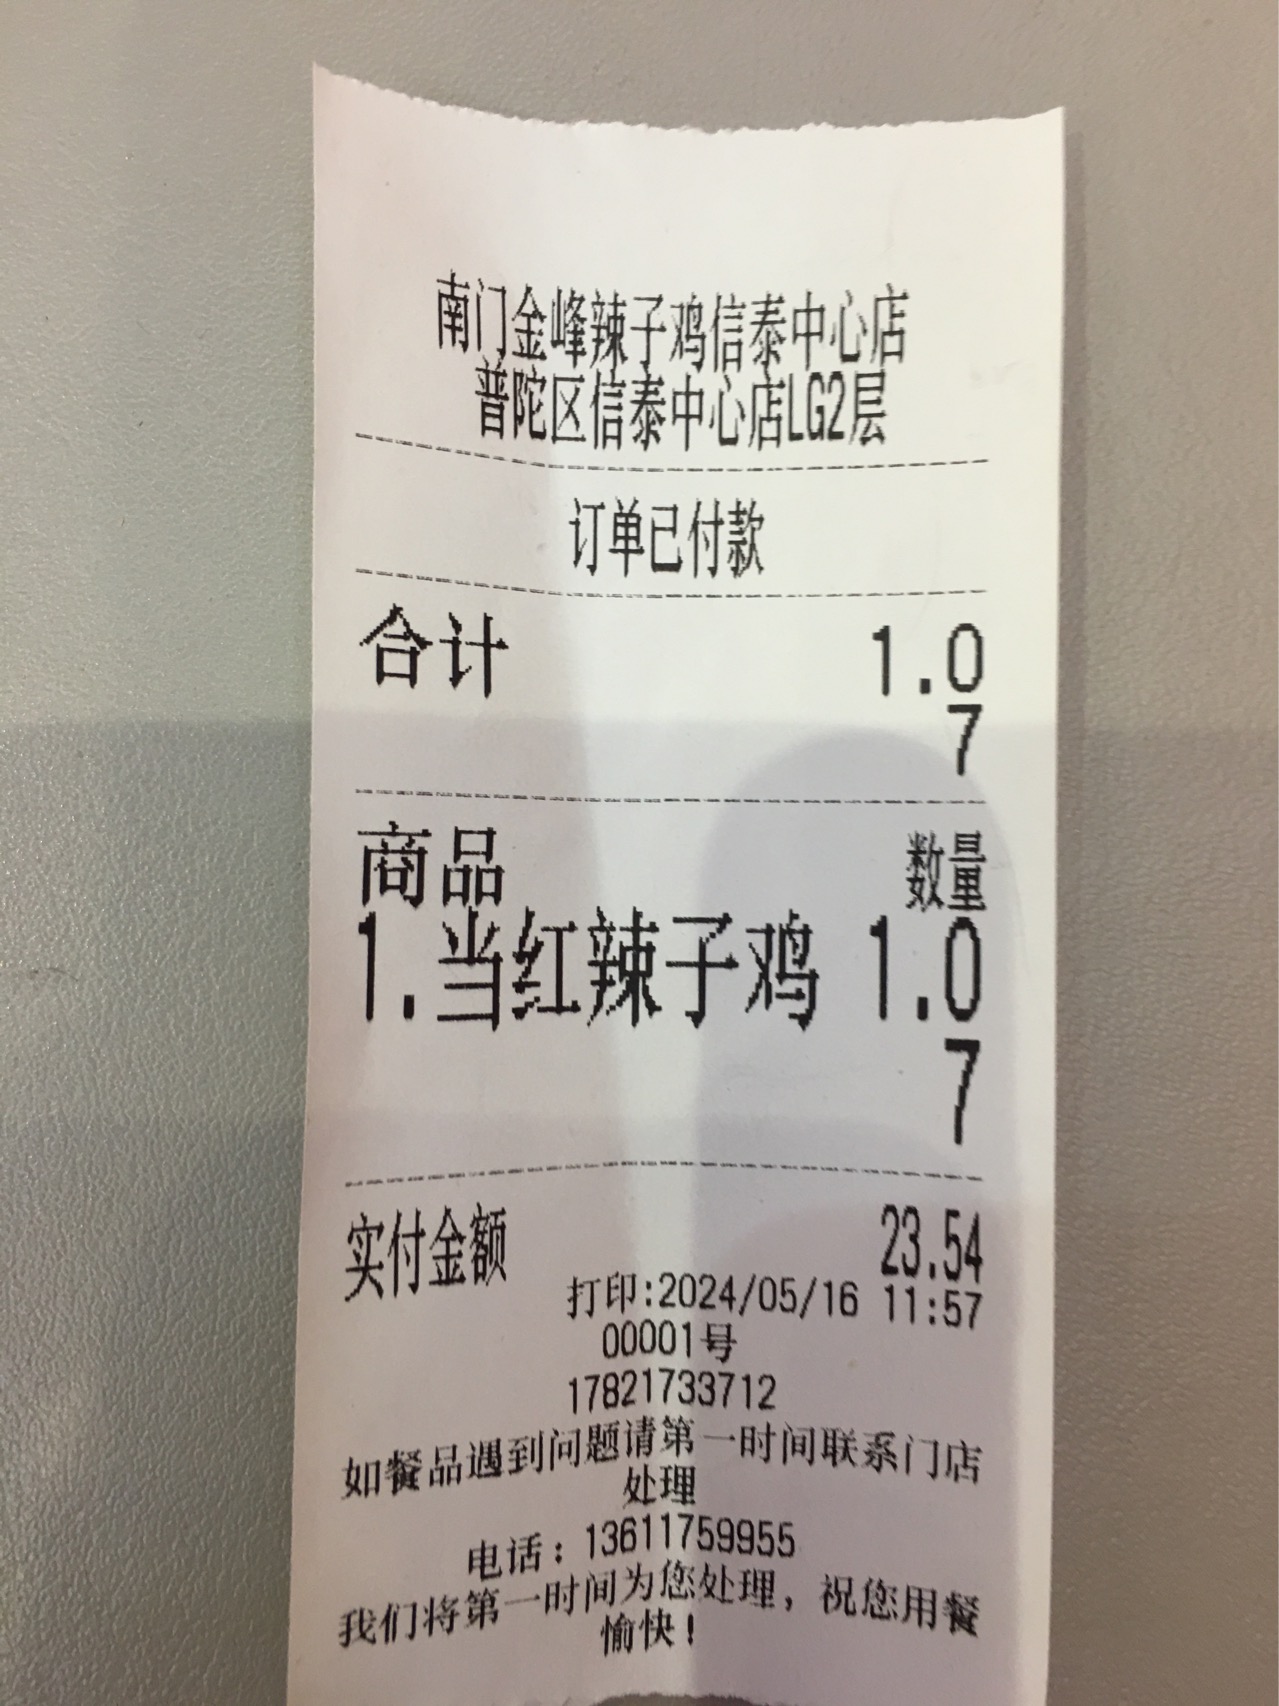 南门金峰辣子鸡信泰中心店
普陀区信泰中心店LG2层
订单已付款
合计 1.0
7
商品 数量
1.当红辣子鸡 1.0
7
实付金额 23.54
打印:2024/05/16 11:57
00001号
17821733712
如餐品遇到问题请第一时间联系门店
处理
电话：13611759955
我们将第一时间为您处理，祝您用餐
愉快！